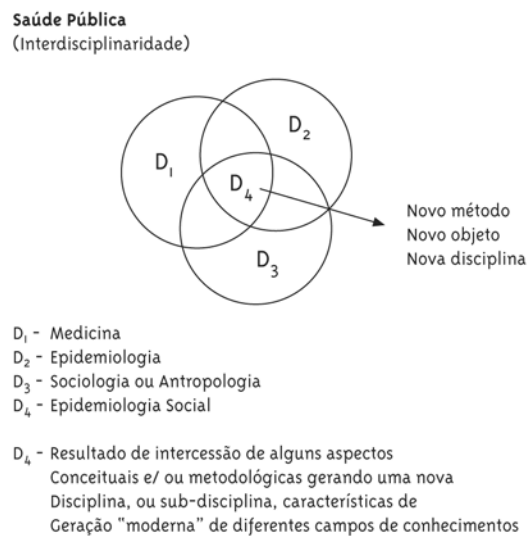 Saúde Pública
(Interdisciplinaridade)
D₂
D₁
D₄
Novo método
Novo objeto
Nova disciplina
D₃
D₁ - Medicina
D₂ - Epidemiologia
D₃ - Sociologia ou Antropologia
D₄ - Epidemiologia Social
D₄ - Resultado de intercessão de alguns aspectos
Conceituais e/ ou metodológicas gerando uma nova
Disciplina, ou sub-disciplina, características de
Geração "moderna" de diferentes campos de conhecimentos